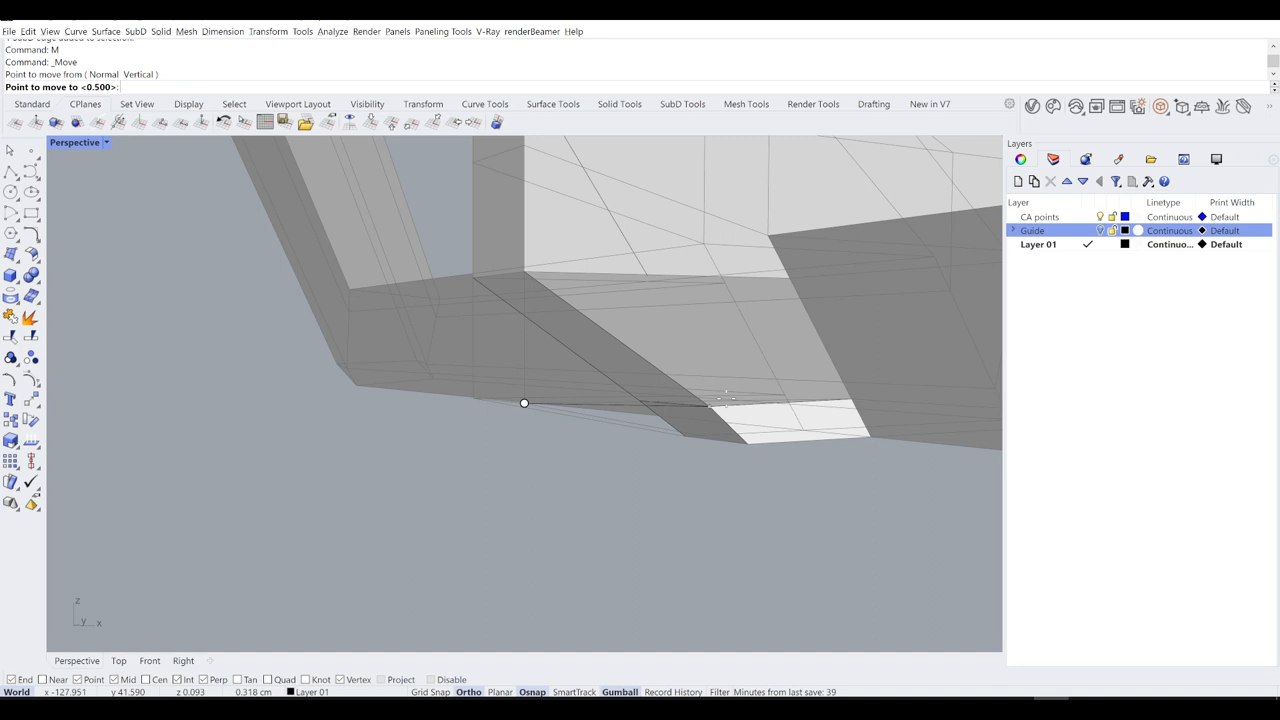 File Edit View Curve Surface SubD Solid Mesh Dimension Transform Tools Analyze Render Panels Paneling Tools V-Ray renderBeamer Help
Command: M
Command: _Move
Point to move from ( Normal Vertical )
Point to move to <0.500>:
Standard CPlanes Set View Display Select Viewport Layout Visibility Transform Curve Tools Surface Tools Solid Tools SubD Tools Mesh Tools Render Tools Drafting New in V7
Perspective
Layers
Layer Linetype Print Width
CA points Continuous Default
Guide Continuous Default
Layer 01 Continuo... Default
z
y x
Perspective Top Front Right
End Near Point Mid Cen Int Perp Tan Quad Knot Vertex Project Disable
World x -127.951 y 41.590 z 0.093 0.318 cm Layer 01 Grid Snap Ortho Planar Osnap SmartTrack Gumball Record History Filter Minutes from last save: 39